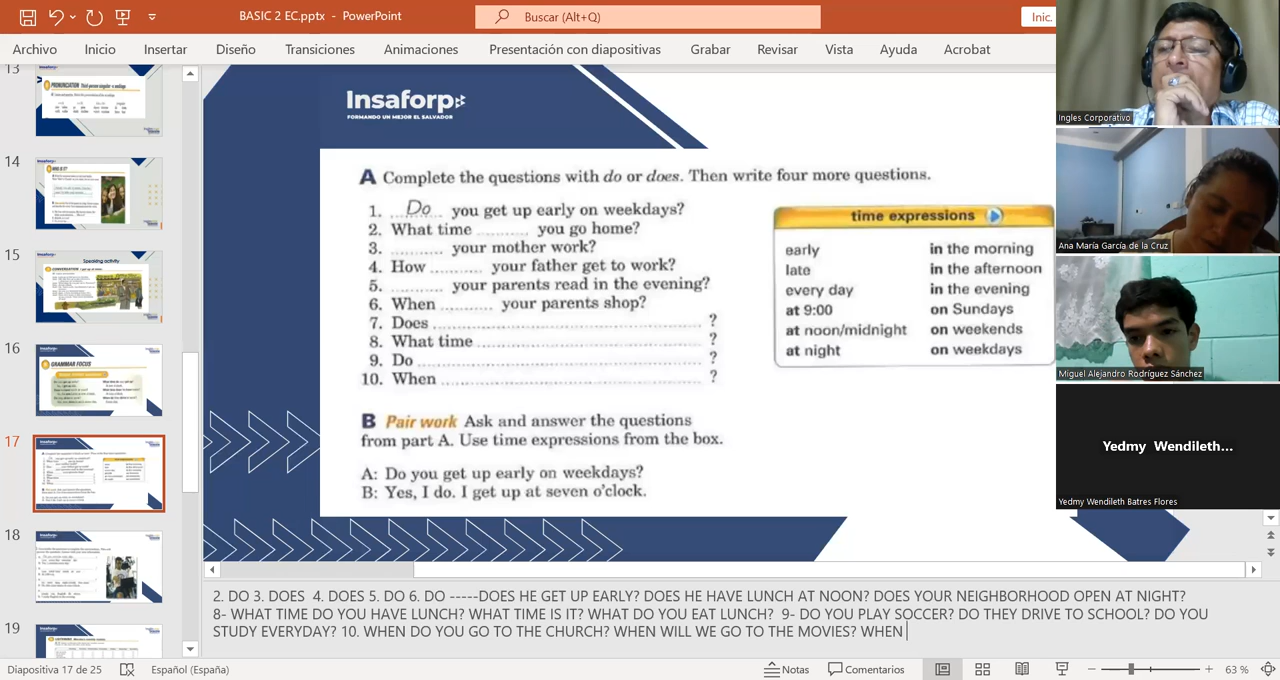 BASIC 2 EC.pptx - PowerPoint
Buscar (Alt+Q)
Inic.
Archivo Inicio Insertar Diseño Transiciones Animaciones Presentación con diapositivas Grabar Revisar Vista Ayuda Acrobat
13
PRONUNCIATION
14
WHO IS IT?
15
Speaking activity
CONVERSATION
16
GRAMMAR FOCUS
17
18
19
Insaforp
FORMANDO UN MEJOR EL SALVADOR
A Complete the questions with do or does. Then write four more questions.
1. Do you get up early on weekdays?
2. What time ........ you go home?
3. ........ your mother work?
4. How ........ your father get to work?
5. ........ your parents read in the evening?
6. When ........ your parents shop?
7. Does ........ ?
8. What time ........ ?
9. Do ........ ?
10. When ........ ?
time expressions
early in the morning
late in the afternoon
every day in the evening
at 9:00 on Sundays
at noon/midnight on weekends
at night on weekdays
B Pair work Ask and answer the questions
from part A. Use time expressions from the box.
A: Do you get up early on weekdays?
B: Yes, I do. I get up at seven o'clock.
Ingles Corporativo
Ana María García de la Cruz
Miguel Alejandro Rodríguez Sánchez
Yedmy Wendileth...
Yedmy Wendileth Batres Flores
2. DO 3. DOES 4. DOES 5. DO 6. DO -----DOES HE GET UP EARLY? DOES HE HAVE LUNCH AT NOON? DOES YOUR NEIGHBORHOOD OPEN AT NIGHT?
8- WHAT TIME DO YOU HAVE LUNCH? WHAT TIME IS IT? WHAT DO YOU EAT LUNCH? 9- DO YOU PLAY SOCCER? DO THEY DRIVE TO SCHOOL? DO YOU
STUDY EVERYDAY? 10. WHEN DO YOU GO TO THE CHURCH? WHEN WILL WE GO TO THE MOVIES? WHEN
Diapositiva 17 de 25 Español (España) Notas Comentarios 63 %